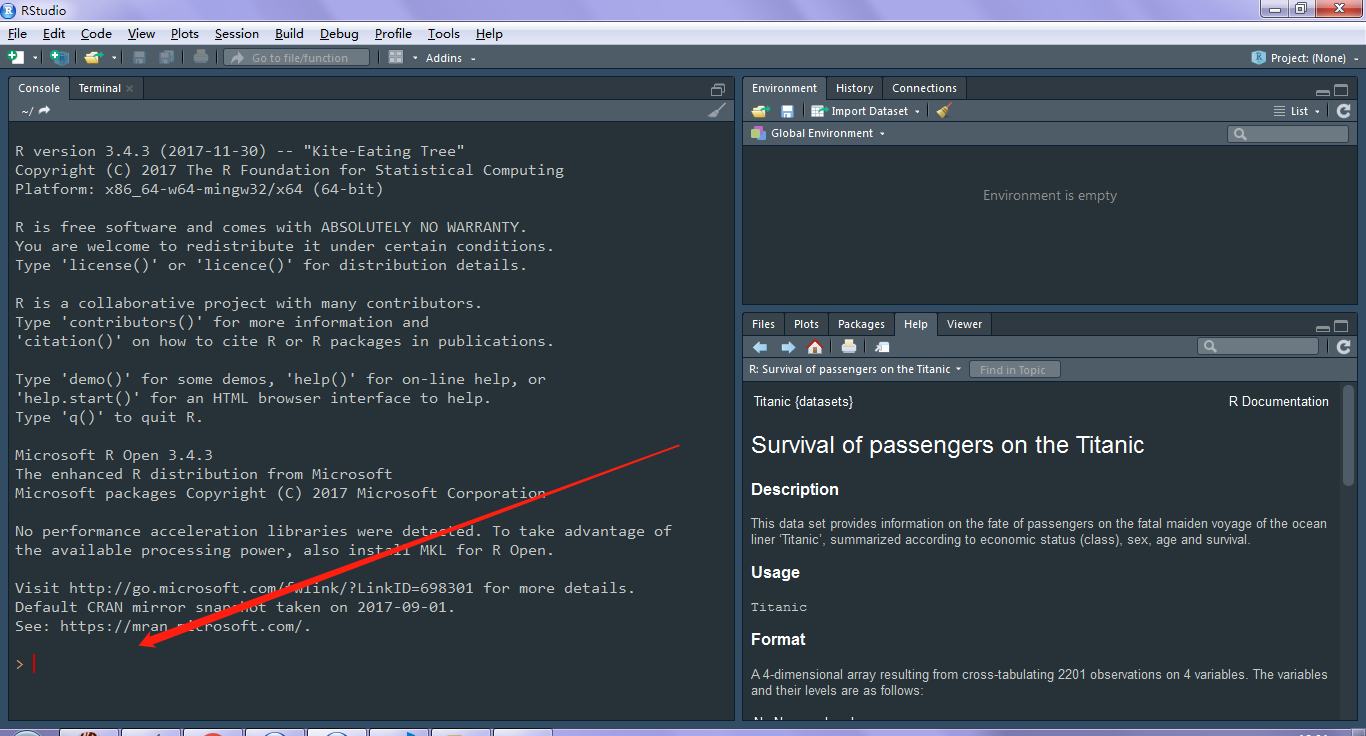 RStudio
File Edit Code View Plots Session Build Debug Profile Tools Help
Go to file/function Addins Project: (None)
Console Terminal
~/
R version 3.4.3 (2017-11-30) -- "Kite-Eating Tree"
Copyright (C) 2017 The R Foundation for Statistical Computing
Platform: x86_64-w64-mingw32/x64 (64-bit)
R is free software and comes with ABSOLUTELY NO WARRANTY.
You are welcome to redistribute it under certain conditions.
Type 'license()' or 'licence()' for distribution details.
R is a collaborative project with many contributors.
Type 'contributors()' for more information and
'citation()' on how to cite R or R packages in publications.
Type 'demo()' for some demos, 'help()' for on-line help, or
'help.start()' for an HTML browser interface to help.
Type 'q()' to quit R.
Microsoft R Open 3.4.3
The enhanced R distribution from Microsoft
Microsoft packages Copyright (C) 2017 Microsoft Corporation
No performance acceleration libraries were detected. To take advantage of
the available processing power, also install MKL for R Open.
Visit http://go.microsoft.com/fwlink/?LinkID=698301 for more details.
Default CRAN mirror snapshot taken on 2017-09-01.
See: https://mran.microsoft.com/.
>
Environment History Connections
Import Dataset List
Global Environment
Environment is empty
Files Plots Packages Help Viewer
R: Survival of passengers on the Titanic Find in Topic
Titanic {datasets} R Documentation
Survival of passengers on the Titanic
Description
This data set provides information on the fate of passengers on the fatal maiden voyage of the ocean
liner ‘Titanic’, summarized according to economic status (class), sex, age and survival.
Usage
Titanic
Format
A 4-dimensional array resulting from cross-tabulating 2201 observations on 4 variables. The variables
and their levels are as follows: